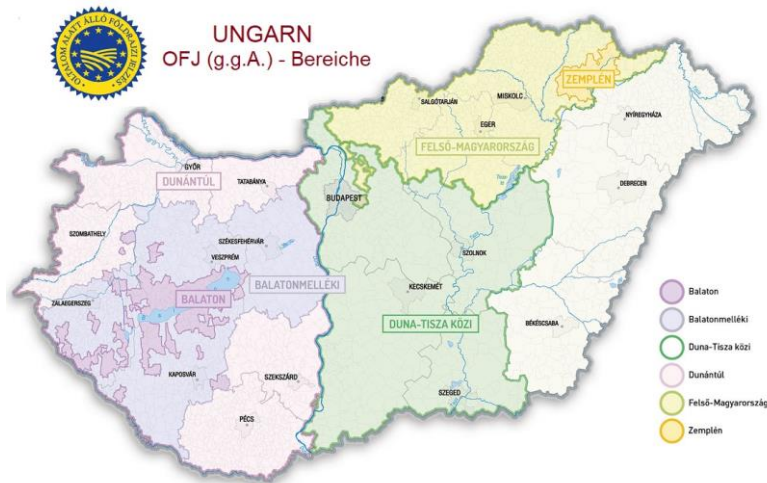 OLTALOM ALATT ÁLLÓ FÖLDRAJZI JELZÉS
UNGARN
OFJ (g.g.A.) - Bereiche
ZEMPLÉN
MISKOLC
SALGÓTARJÁN
NYÍREGYHÁZA
EGER
FELSŐ-MAGYARORSZÁG
GYŐR
DUNÁNTÚL
TATABÁNYA
BUDAPEST
DEBRECEN
SZOMBATHELY
SZÉKESFEHÉRVÁR
SZOLNOK
VESZPRÉM
BALATONMELLÉKI
KECSKEMÉT
ZALAEGERSZEG
BALATON
DUNA-TISZA KÖZI
BÉKÉSCSABA
KAPOSVÁR
SZEKSZÁRD
SZEGED
PÉCS
Balaton
Balatonmelléki
Duna-Tisza közi
Dunántúl
Felső-Magyarország
Zemplén